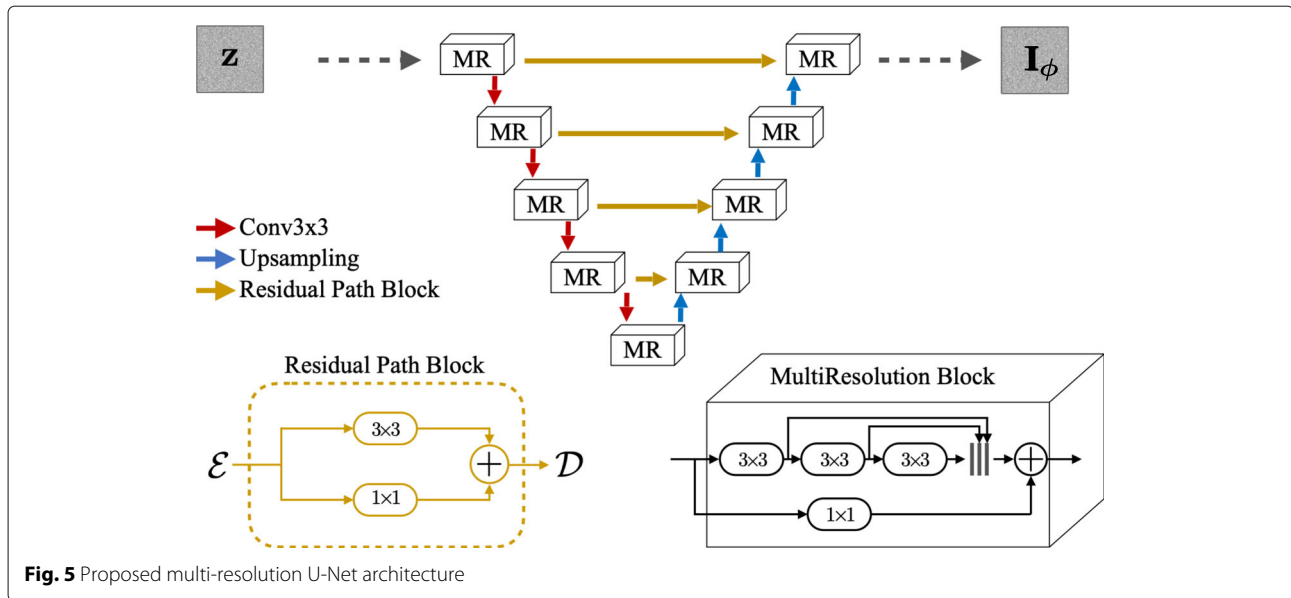 z
MR
MR
I_ϕ
MR
MR
MR
MR
Conv3x3
Upsampling
Residual Path Block
MR
MR
MR
Residual Path Block
MultiResolution Block
3×3
1×1
ℰ
+
𝒟
3×3
3×3
3×3
+
1×1
Fig. 5 Proposed multi-resolution U-Net architecture